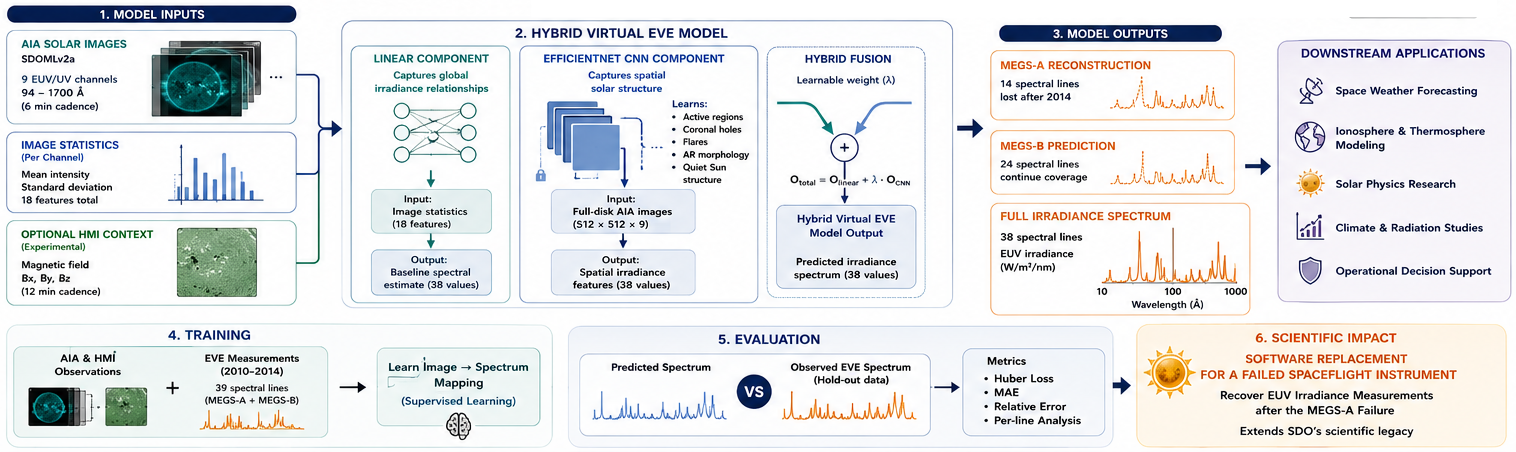 1. MODEL INPUTS
AIA SOLAR IMAGES
SDOMLv2a
9 EUV/UV channels
94 – 1700 Å
(6 min cadence)
...
IMAGE STATISTICS
(Per Channel)
Mean intensity
Standard deviation
18 features total
OPTIONAL HMI CONTEXT
(Experimental)
Magnetic field
Bx, By, Bz
(12 min cadence)
2. HYBRID VIRTUAL EVE MODEL
LINEAR COMPONENT
Captures global
irradiance relationships
Input:
Image statistics
(18 features)
Output:
Baseline spectral
estimate (38 values)
EFFICIENTNET CNN COMPONENT
Captures spatial
solar structure
...
Learns:
• Active regions
• Coronal holes
• Flares
• AR morphology
• Quiet Sun
structure
Input:
Full-disk AIA images
(512 × 512 × 9)
Output:
Spatial irradiance
features (38 values)
HYBRID FUSION
Learnable weight (λ)
+
O_total = O_linear + λ · O_CNN
Hybrid Virtual EVE
Model Output
Predicted irradiance
spectrum (38 values)
3. MODEL OUTPUTS
MEGS-A RECONSTRUCTION
14 spectral lines
lost after 2014
MEGS-B PREDICTION
24 spectral lines
continue coverage
FULL IRRADIANCE SPECTRUM
38 spectral lines
EUV irradiance
(W/m²/nm)
10 100 1000
Wavelength (Å)
DOWNSTREAM APPLICATIONS
Space Weather Forecasting
Ionosphere & Thermosphere
Modeling
Solar Physics Research
Climate & Radiation Studies
Operational Decision Support
4. TRAINING
AIA & HMI
Observations
+
EVE Measurements
(2010–2014)
39 spectral lines
(MEGS-A + MEGS-B)
Learn Image → Spectrum
Mapping
(Supervised Learning)
5. EVALUATION
Predicted Spectrum
VS
Observed EVE Spectrum
(Hold-out data)
Metrics
• Huber Loss
• MAE
• Relative Error
• Per-line Analysis
6. SCIENTIFIC IMPACT
SOFTWARE REPLACEMENT
FOR A FAILED SPACEFLIGHT INSTRUMENT
Recover EUV Irradiance Measurements
after the MEGS-A Failure
Extends SDO's scientific legacy